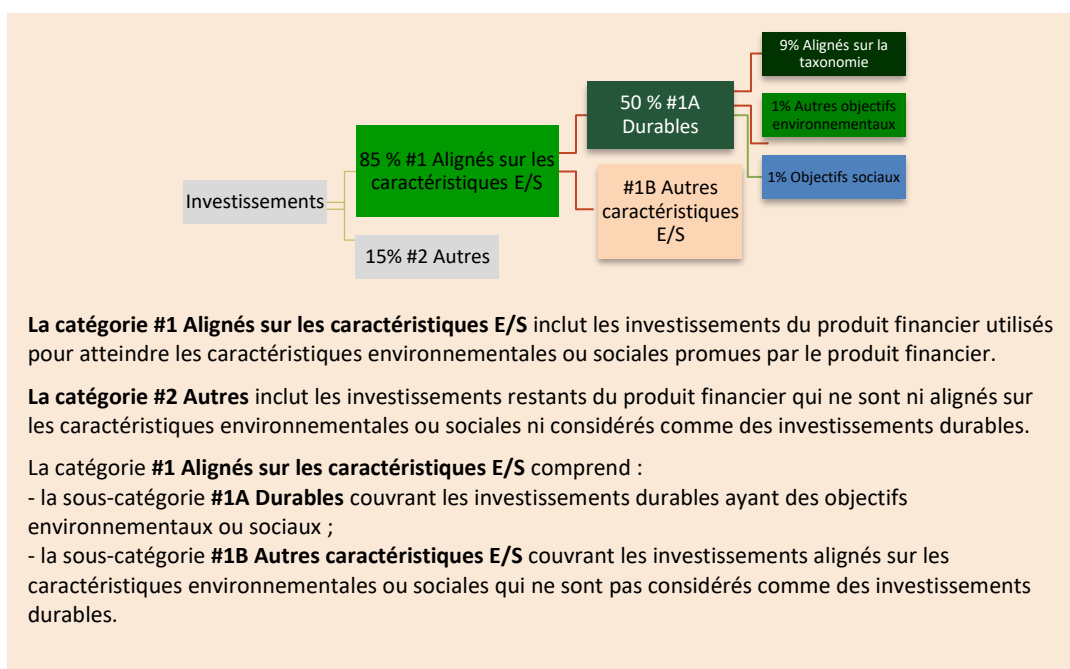 Investissements
85 % #1 Alignés sur les
caractéristiques E/S
15% #2 Autres
50 % #1A
Durables
#1B Autres
caractéristiques
E/S
9% Alignés sur la
taxonomie
1% Autres objectifs
environnementaux
1% Objectifs sociaux
La catégorie #1 Alignés sur les caractéristiques E/S inclut les investissements du produit financier utilisés
pour atteindre les caractéristiques environnementales ou sociales promues par le produit financier.
La catégorie #2 Autres inclut les investissements restants du produit financier qui ne sont ni alignés sur
les caractéristiques environnementales ou sociales ni considérés comme des investissements durables.
La catégorie #1 Alignés sur les caractéristiques E/S comprend :
- la sous-catégorie #1A Durables couvrant les investissements durables ayant des objectifs
environnementaux ou sociaux ;
- la sous-catégorie #1B Autres caractéristiques E/S couvrant les investissements alignés sur les
caractéristiques environnementales ou sociales qui ne sont pas considérés comme des investissements
durables.